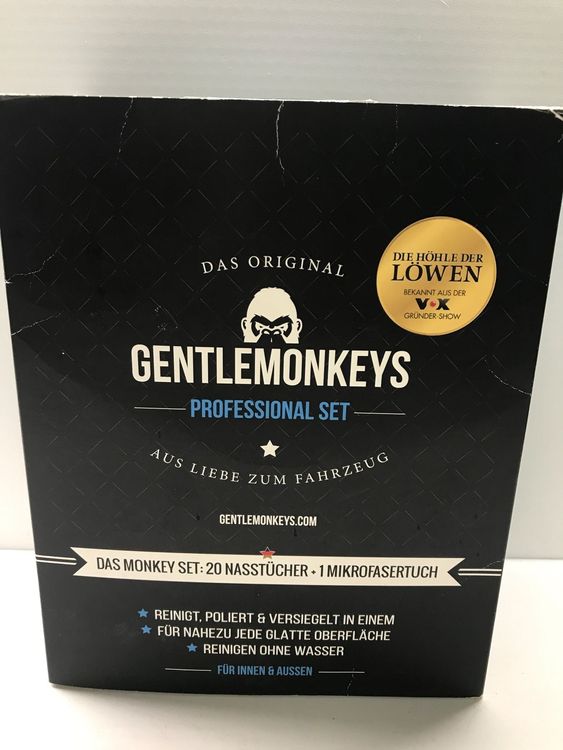 DAS ORIGINAL
DIE HÖHLE DER
LÖWEN
BEKANNT AUS DER
VOX
GRÜNDER-SHOW
GENTLEMONKEYS
PROFESSIONAL SET
AUS LIEBE ZUM FAHRZEUG
GENTLEMONKEYS.COM
DAS MONKEY SET: 20 NASSTÜCHER + 1 MIKROFASERTUCH
REINIGT, POLIERT & VERSIEGELT IN EINEM
FÜR NAHEZU JEDE GLATTE OBERFLÄCHE
REINIGEN OHNE WASSER
FÜR INNEN & AUSSEN